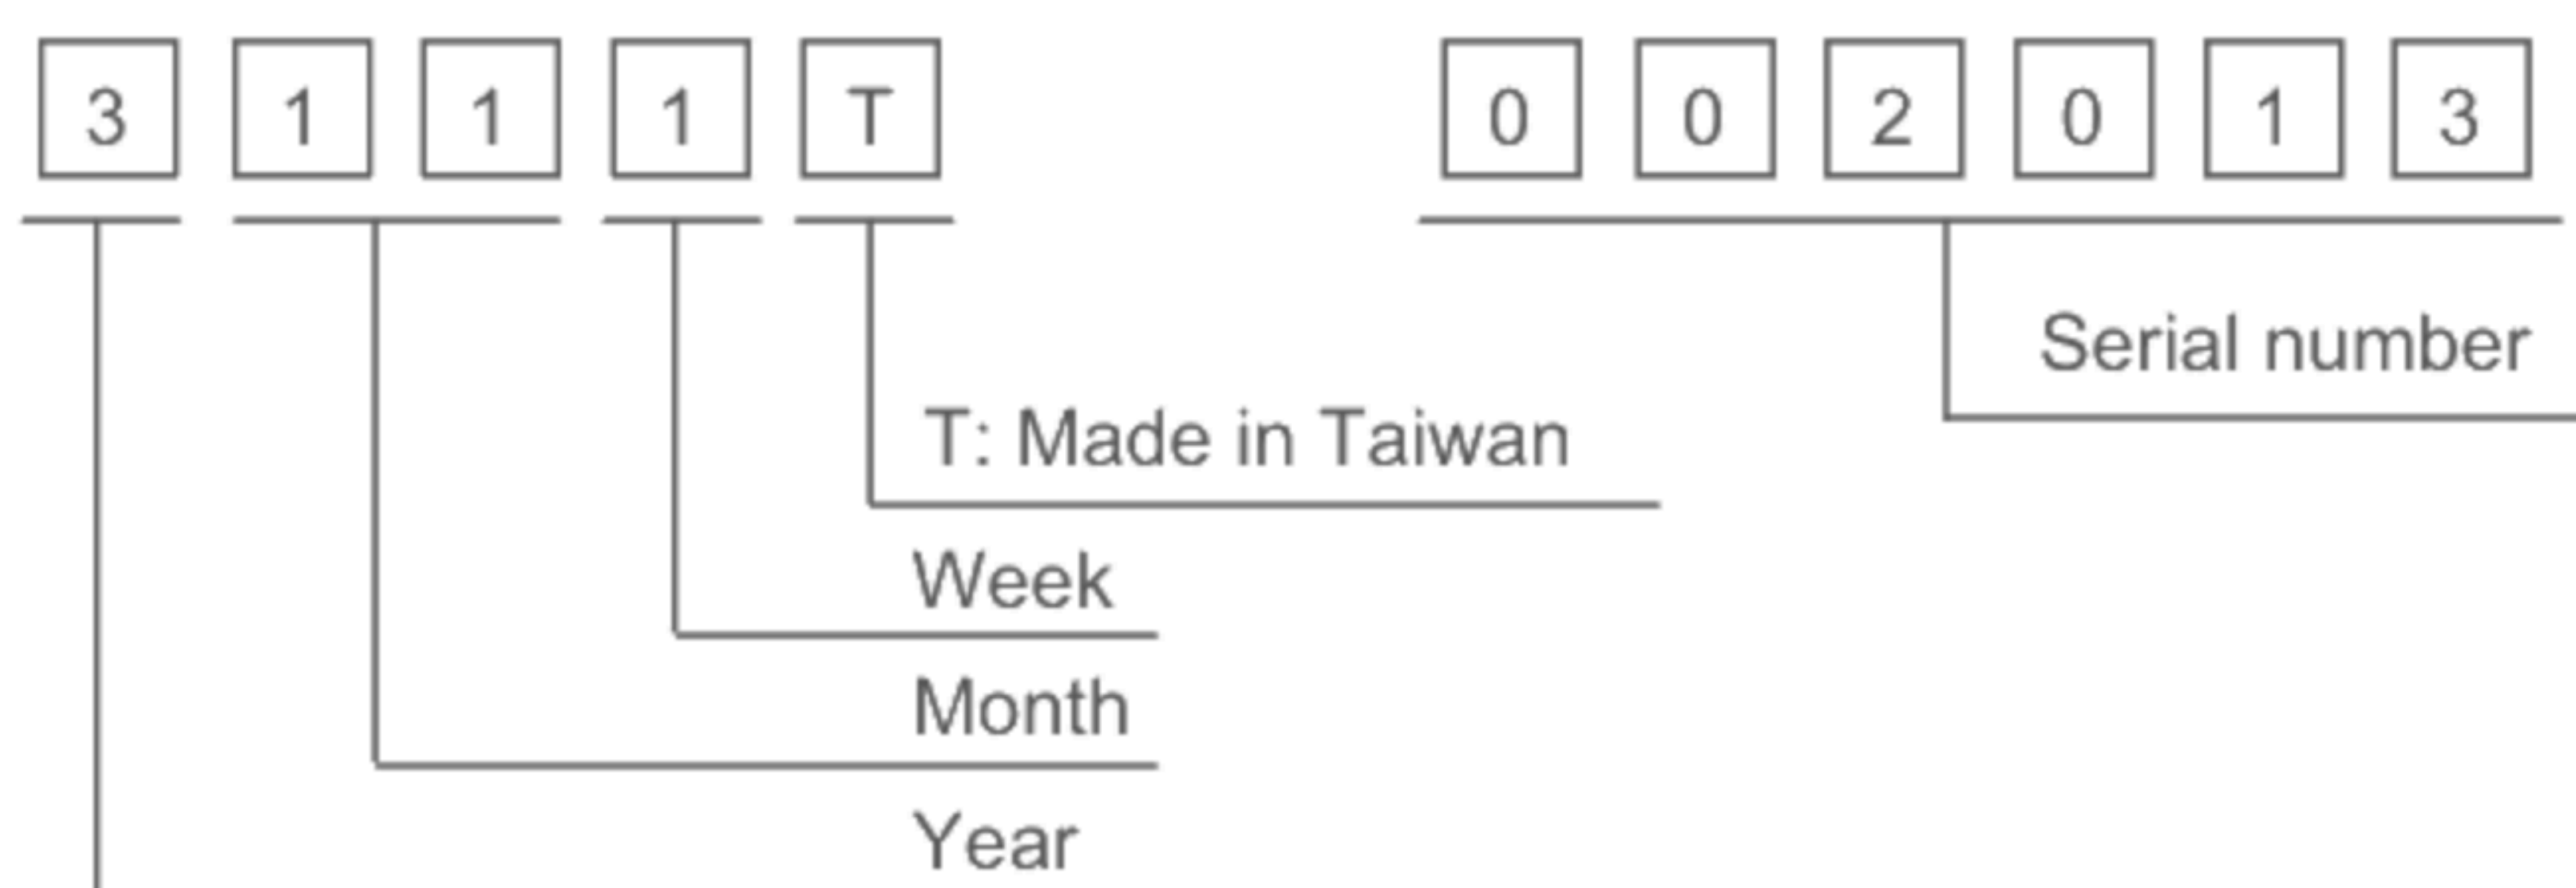 3 1 1 1 T 0 0 2 0 1 3
Serial number
T: Made in Taiwan
Week
Month
Year